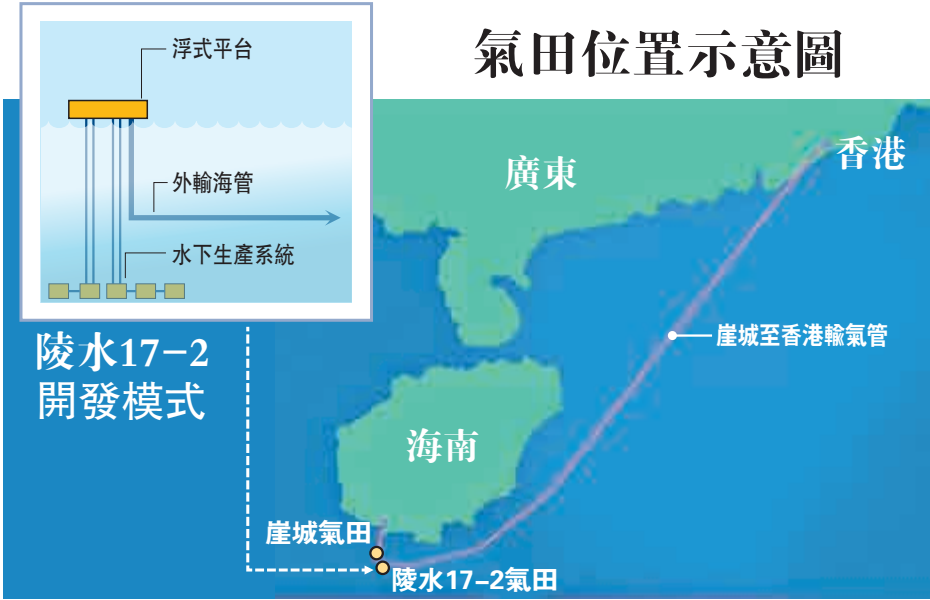 氣田位置示意圖
浮式平台
外輸海管
水下生產系統
陵水17-2
開發模式
廣東
香港
崖城至香港輸氣管
海南
崖城氣田
陵水17-2氣田